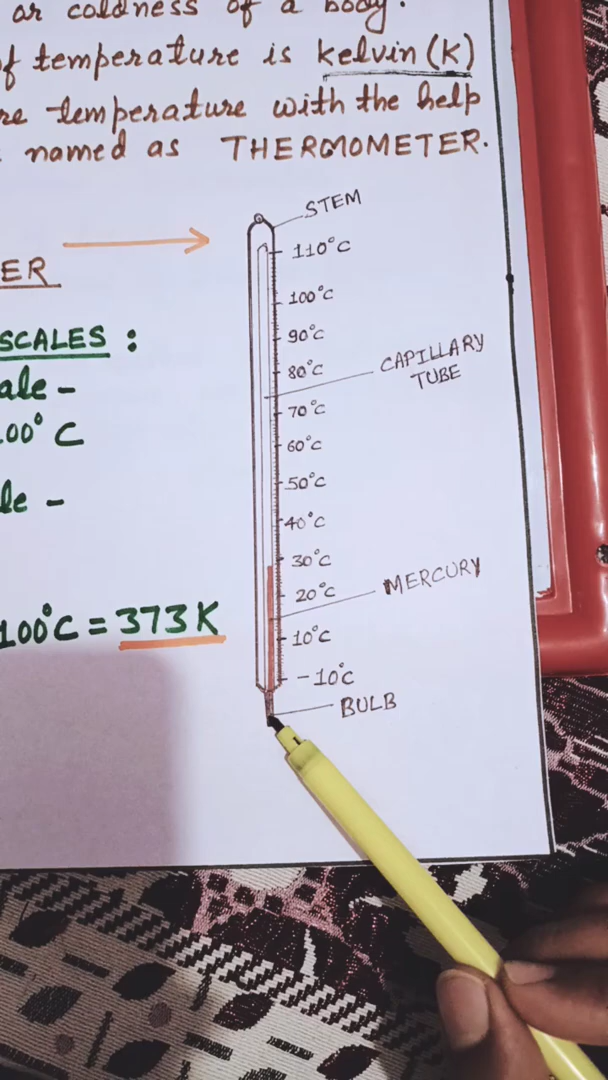 or coldness of a body.
of temperature is kelvin (K)
re temperature with the help
named as THERMOMETER.
STEM
110°C
ER
100°C
SCALES :
90°C
CAPILLARY
TUBE
80°C
ale -
70°C
.00° C
60°C
50°C
le -
40°C
30°C
MERCURY
20°C
100°C = 373 K
10°C
-10°C
BULB